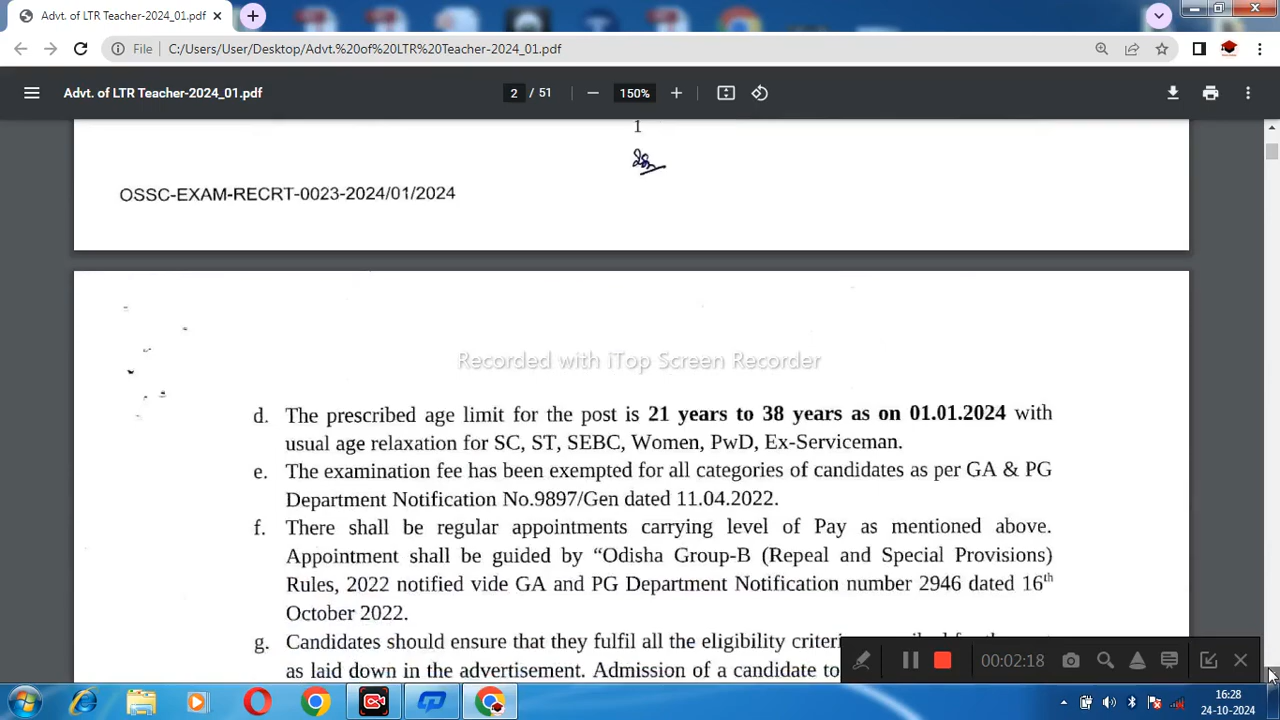 Advt. of LTR Teacher-2024_01.pdf
File C:/Users/User/Desktop/Advt.%20of%20LTR%20Teacher-2024_01.pdf
Advt. of LTR Teacher-2024_01.pdf 2 / 51 150%
1
OSSC-EXAM-RECRT-0023-2024/01/2024
Recorded with iTop Screen Recorder
d. The prescribed age limit for the post is 21 years to 38 years as on 01.01.2024 with
usual age relaxation for SC, ST, SEBC, Women, PwD, Ex-Serviceman.
e. The examination fee has been exempted for all categories of candidates as per GA & PG
Department Notification No.9897/Gen dated 11.04.2022.
f. There shall be regular appointments carrying level of Pay as mentioned above.
Appointment shall be guided by “Odisha Group-B (Repeal and Special Provisions)
Rules, 2022 notified vide GA and PG Department Notification number 2946 dated 16th
October 2022.
g. Candidates should ensure that they fulfil all the eligibility
as laid down in the advertisement. Admission of a candidate to
00:02:18
16:28
24-10-2024